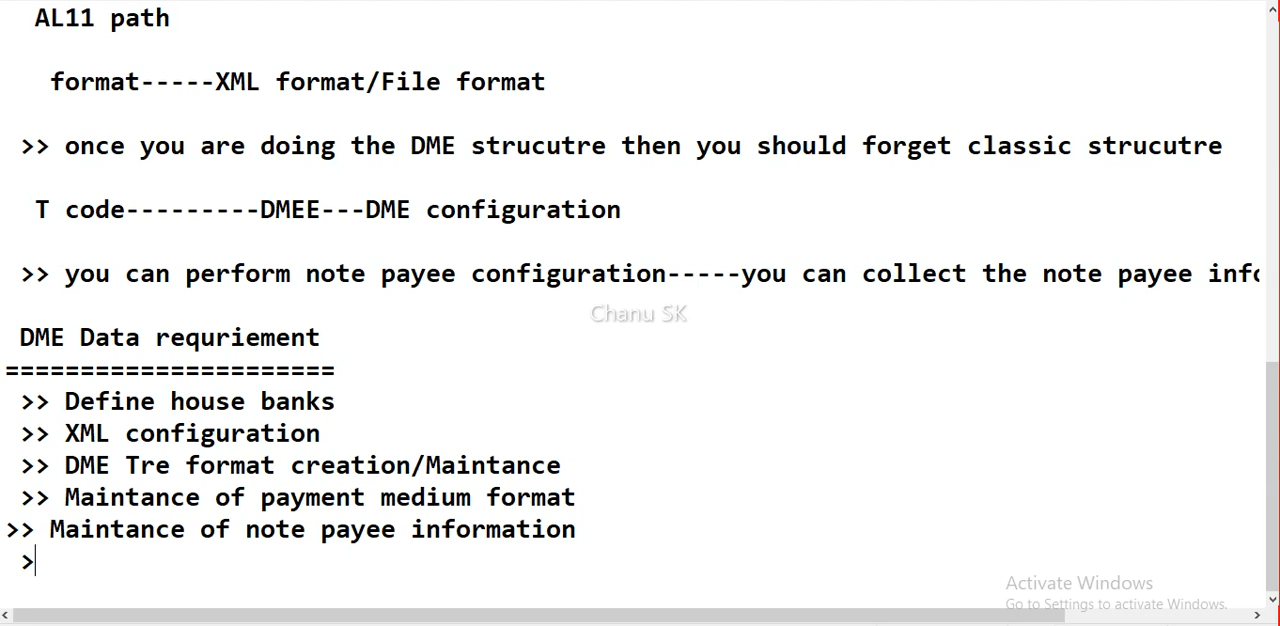 AL11 path
format-----XML format/File format
>> once you are doing the DME strucutre then you should forget classic strucutre
T code---------DMEE---DME configuration
>> you can perform note payee configuration-----you can collect the note payee
Chanu SK
DME Data requriement
======================
>> Define house banks
>> XML configuration
>> DME Tre format creation/Maintance
>> Maintance of payment medium format
>> Maintance of note payee information
>
Activate Windows
Go to Settings to activate Windows.